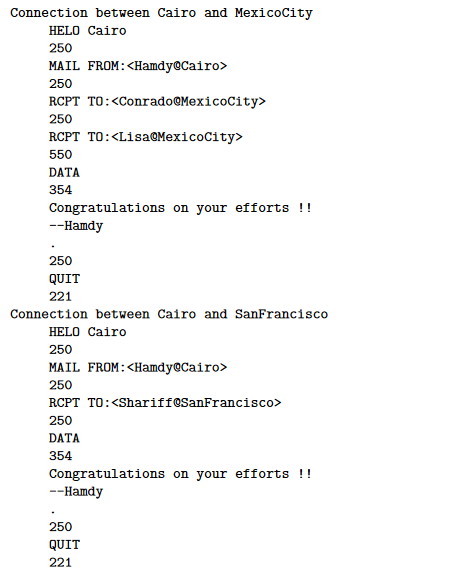 Connection between Cairo and MexicoCity
HELO Cairo
250
MAIL FROM:<Hamdy@Cairo>
250
RCPT TO:<Conrado@MexicoCity>
250
RCPT TO:<Lisa@MexicoCity>
550
DATA
354
Congratulations on your efforts !!
--Hamdy
.
250
QUIT
221
Connection between Cairo and SanFrancisco
HELO Cairo
250
MAIL FROM:<Hamdy@Cairo>
250
RCPT TO:<Shariff@SanFrancisco>
250
DATA
354
Congratulations on your efforts !!
--Hamdy
.
250
QUIT
221